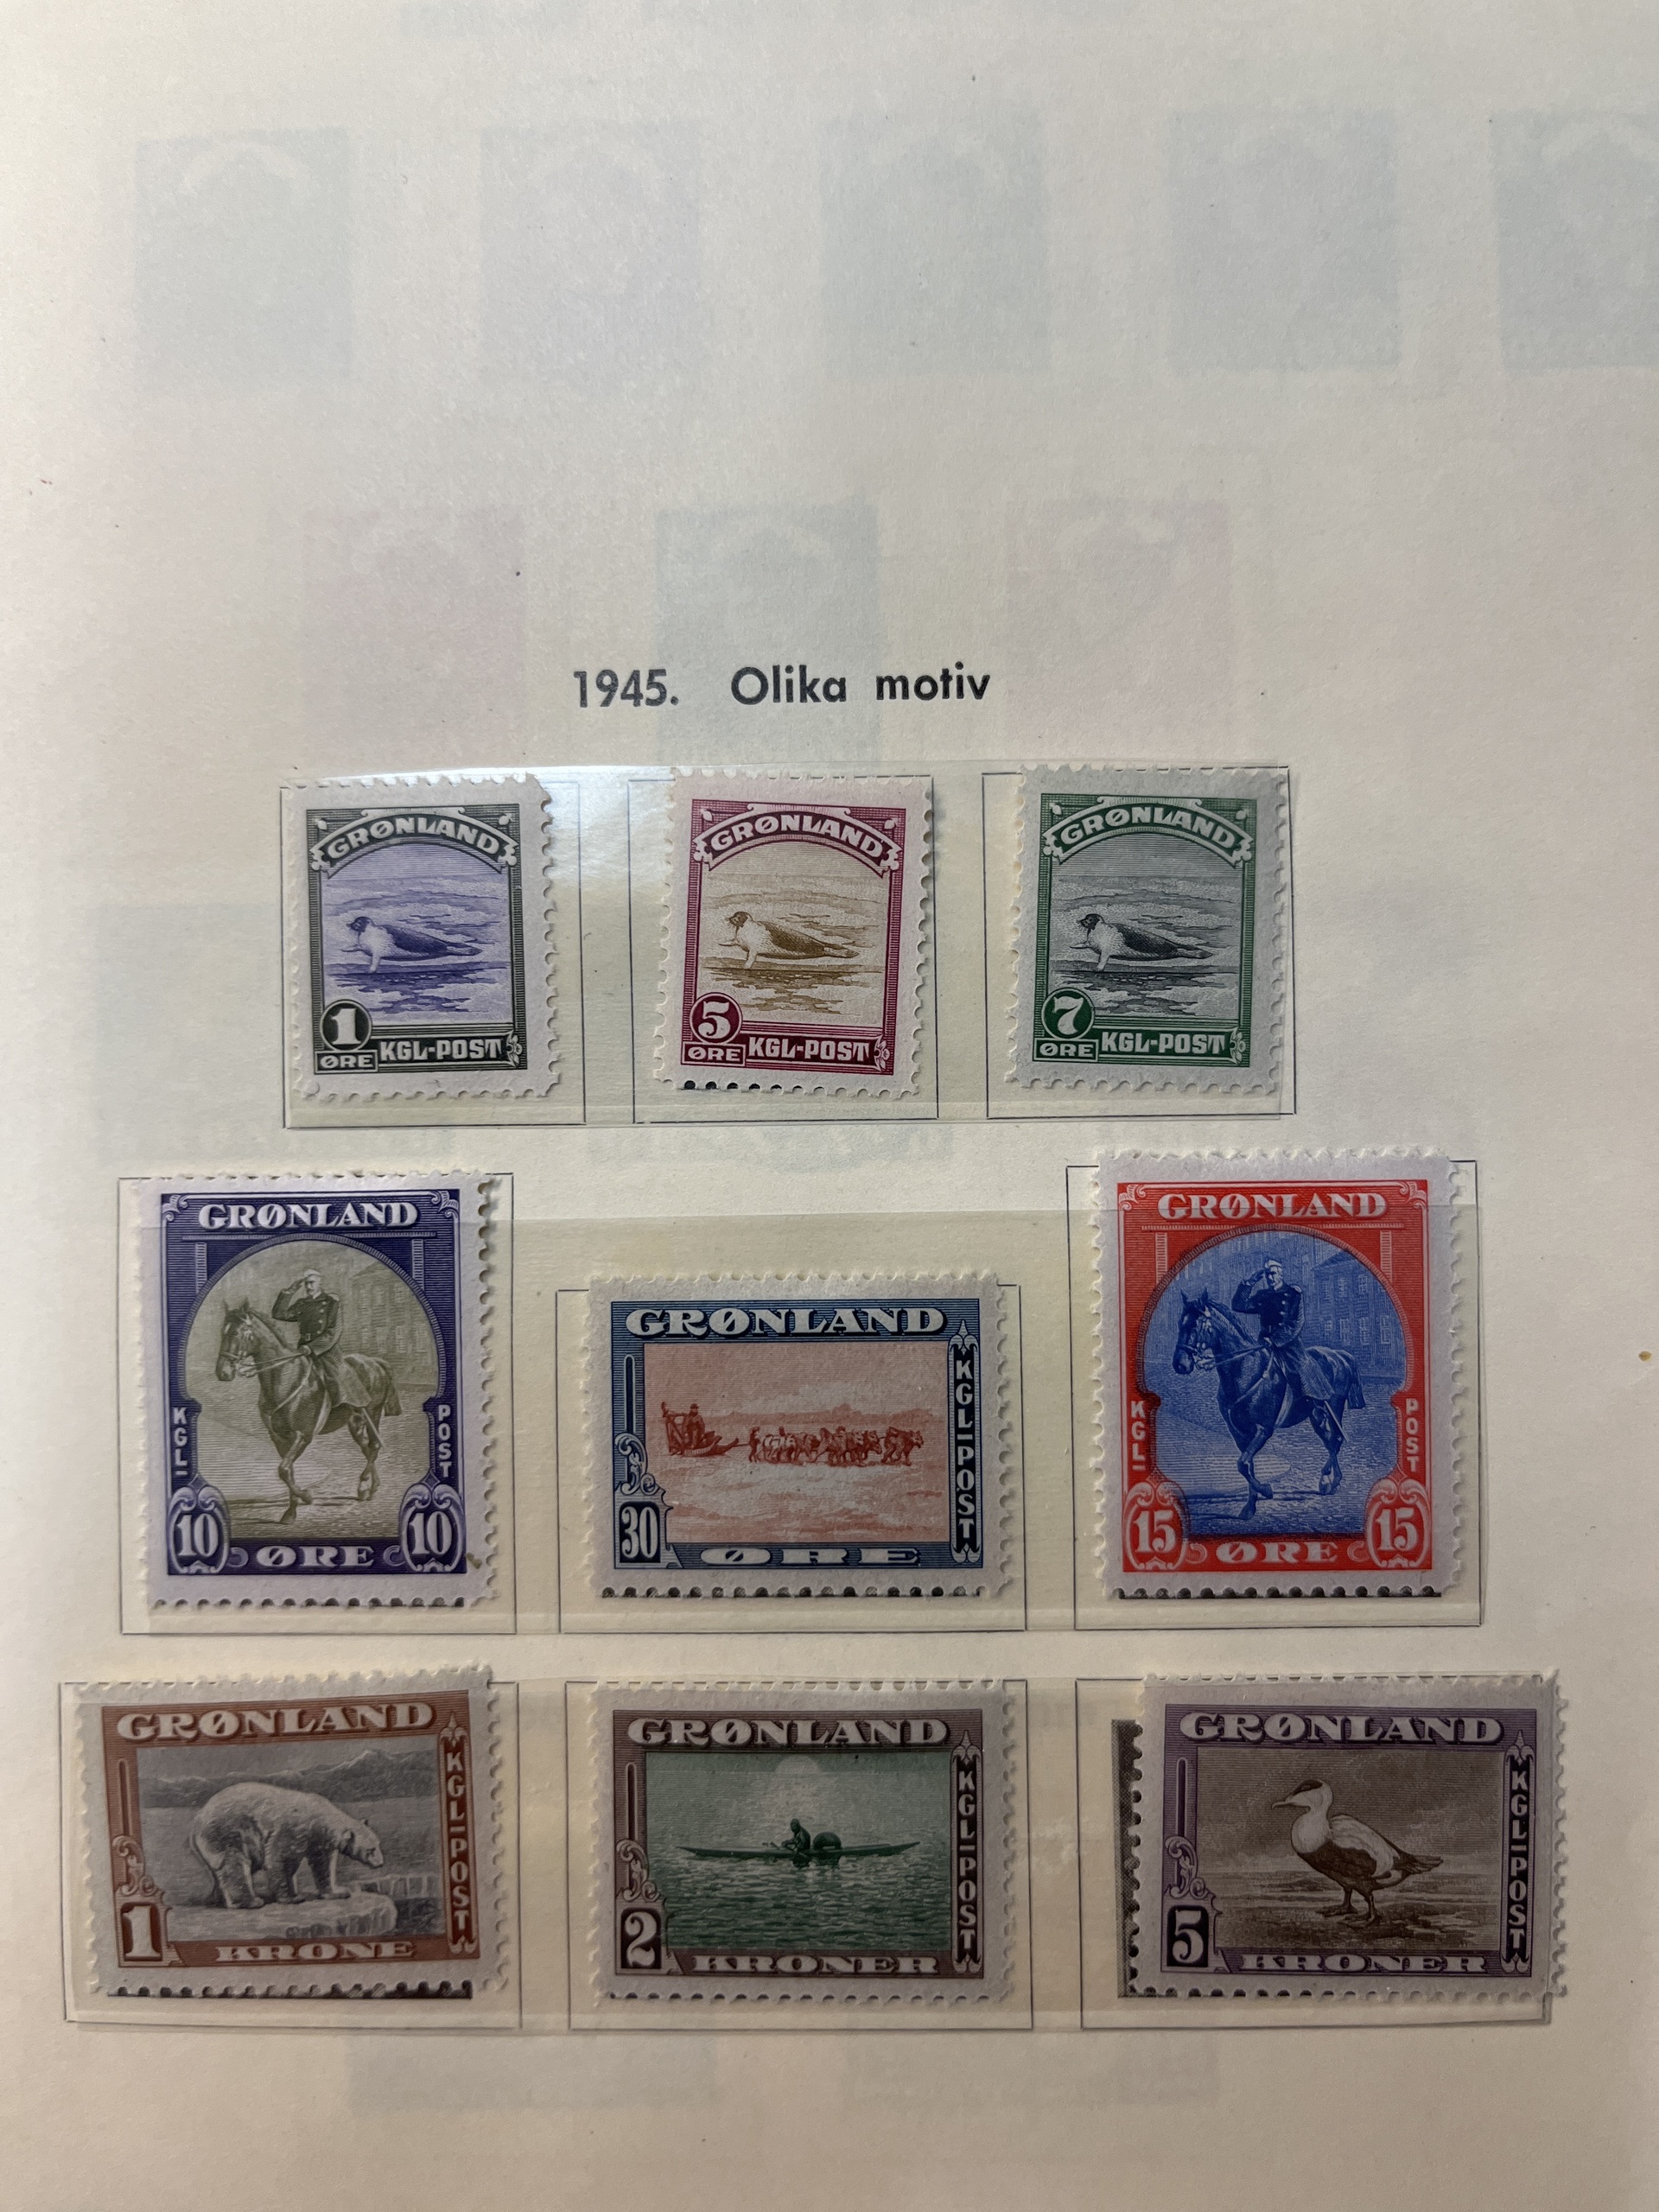 1945. Olika motiv
GRØNLAND
1
ØRE KGL-POST
GRØNLAND
5
ØRE KGL-POST
GRØNLAND
7
ØRE KGL-POST
GRØNLAND
KGL- POST
10 ØRE 10
GRØNLAND
KGL-POST
30 ØRE
GRØNLAND
KGL- POST
15 ØRE 15
GRØNLAND
KGL-POST
1 KRONE
GRØNLAND
KGL-POST
2 KRONER
GRØNLAND
KGL-POST
5 KRONER